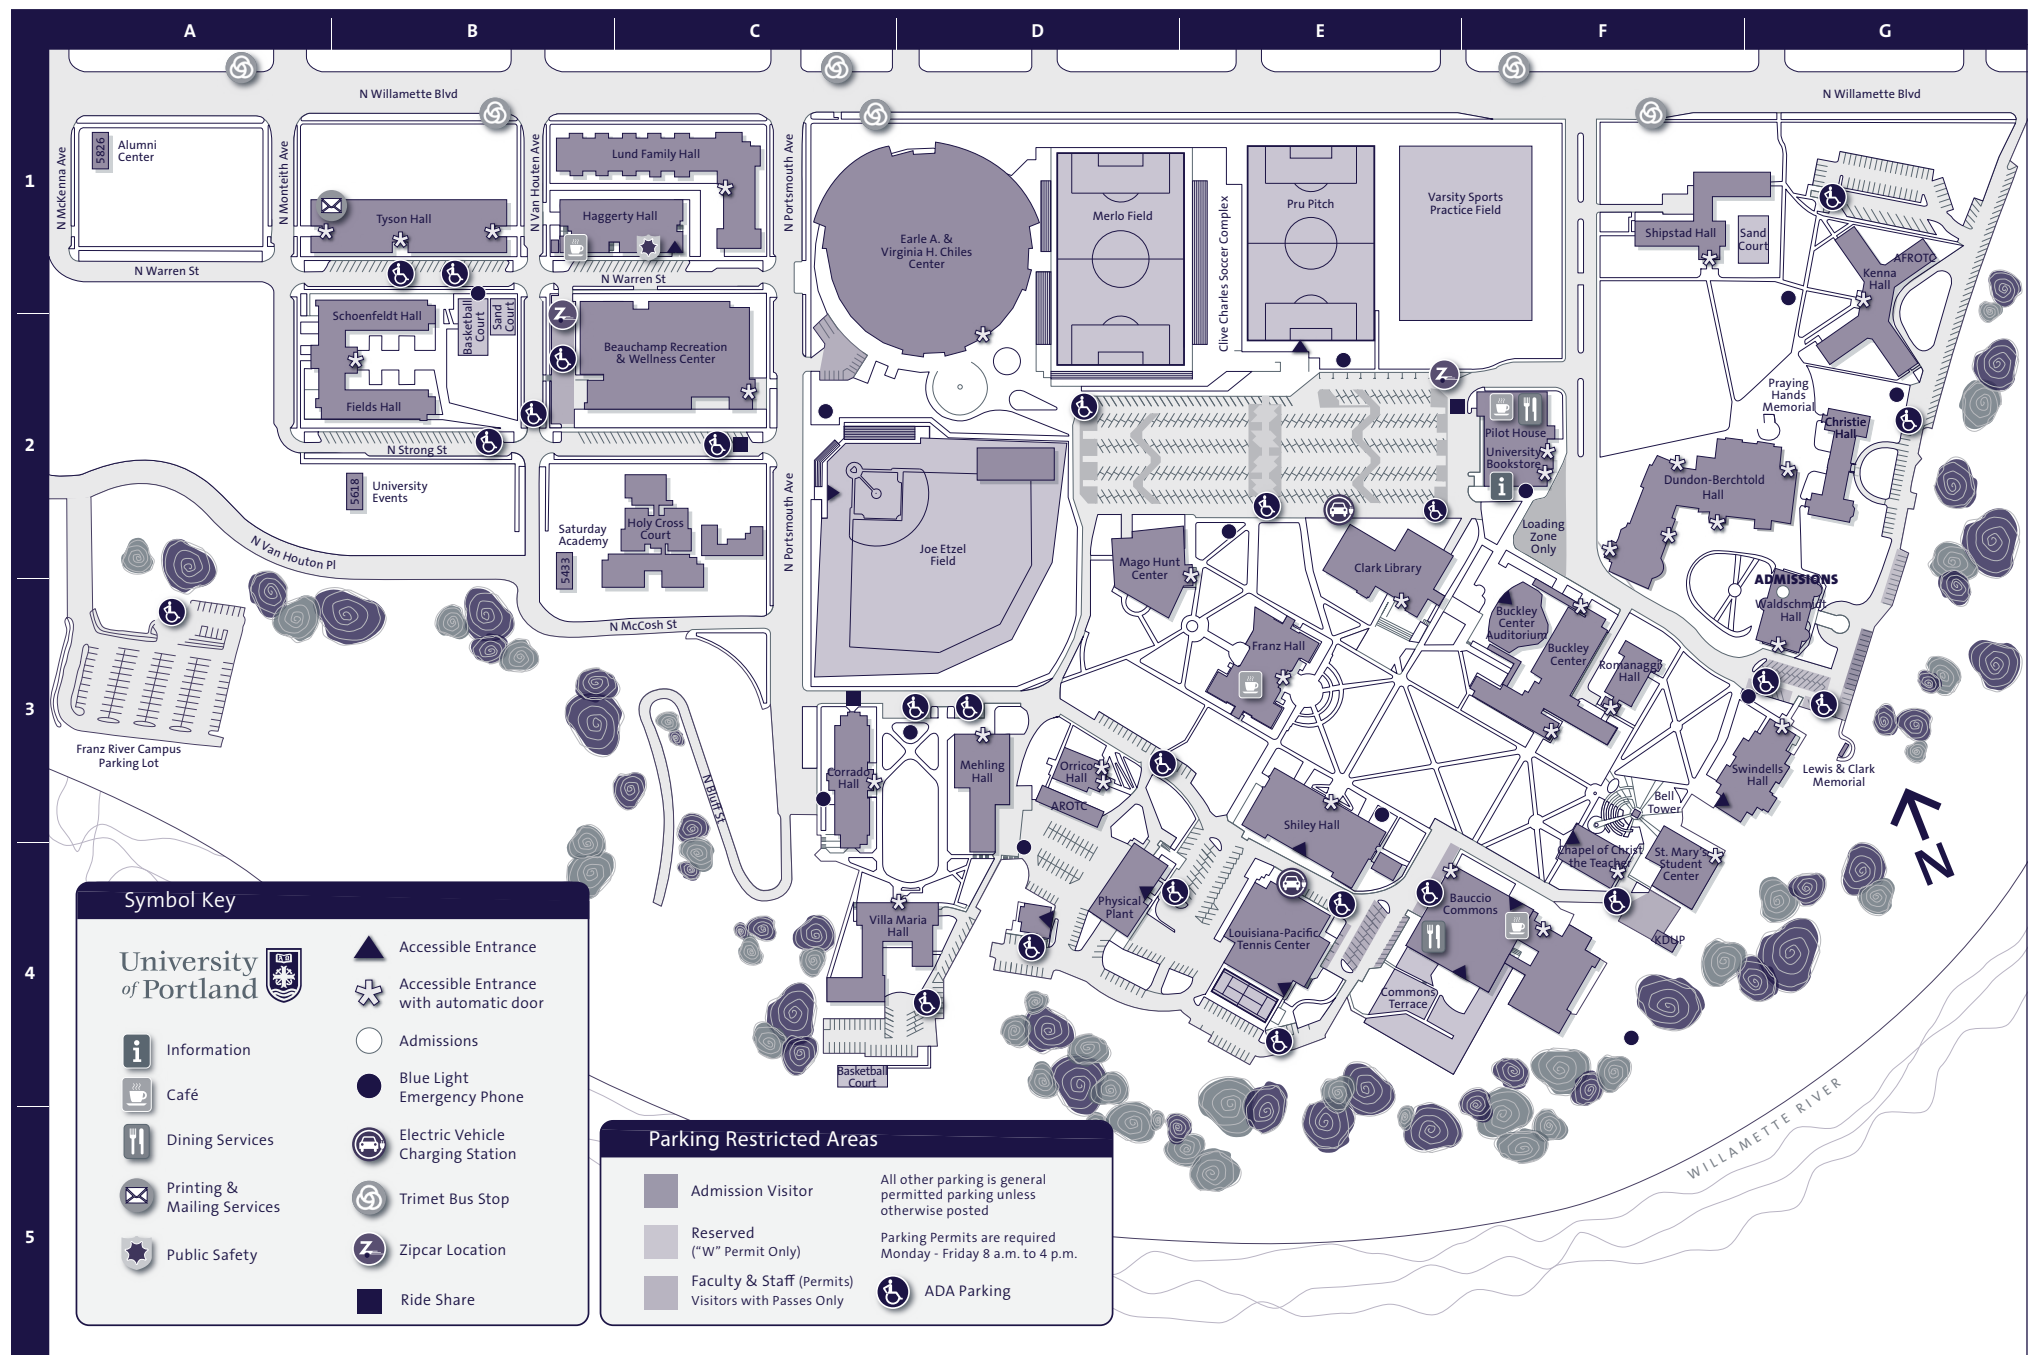 A
B
C
D
E
F
G
1
2
3
4
5
N Willamette Blvd
N Willamette Blvd
N McKenna Ave
N Monteith Ave
N Van Houten Ave
N Portsmouth Ave
5826
Alumni
Center
Tyson Hall
Lund Family Hall
Haggerty Hall
N Warren St
N Warren St
Earle A. &
Virginia H. Chiles
Center
Merlo Field
Clive Charles Soccer Complex
Pru Pitch
Varsity Sports
Practice Field
Shipstad Hall
Sand
Court
AFROTC
Kenna
Hall
Schoenfeldt Hall
Basketball
Court
Sand
Court
Beauchamp Recreation
& Wellness Center
Fields Hall
N Strong St
5618
University
Events
Saturday
Academy
5433
Holy Cross
Court
N Portsmouth Ave
Joe Etzel
Field
Praying
Hands
Memorial
Christie
Hall
Pilot House
University
Bookstore
Dundon-Berchtold
Hall
Loading
Zone
Only
Mago Hunt
Center
Clark Library
ADMISSIONS
Waldschmidt
Hall
Buckley
Center
Auditorium
Buckley
Center
Romanaggi
Hall
Franz Hall
N Van Houton Pl
N McCosh St
N Bluff St
Franz River Campus
Parking Lot
Corrado
Hall
Mehling
Hall
Orrico
Hall
AROTC
Shiley Hall
Bell
Tower
Swindells
Hall
Lewis & Clark
Memorial
N
Chapel of Christ
the Teacher
St. Mary's
Student
Center
KDUP
Physical
Plant
Villa Maria
Hall
Louisiana-Pacific
Tennis Center
Bauccio
Commons
Commons
Terrace
Basketball
Court
WILLAMETTE RIVER
Symbol Key
University
of Portland
Information
Café
Dining Services
Printing &
Mailing Services
Public Safety
Accessible Entrance
Accessible Entrance
with automatic door
Admissions
Blue Light
Emergency Phone
Electric Vehicle
Charging Station
Trimet Bus Stop
Zipcar Location
Ride Share
Parking Restricted Areas
Admission Visitor
Reserved
("W" Permit Only)
Faculty & Staff (Permits)
Visitors with Passes Only
All other parking is general
permitted parking unless
otherwise posted
Parking Permits are required
Monday - Friday 8 a.m. to 4 p.m.
ADA Parking